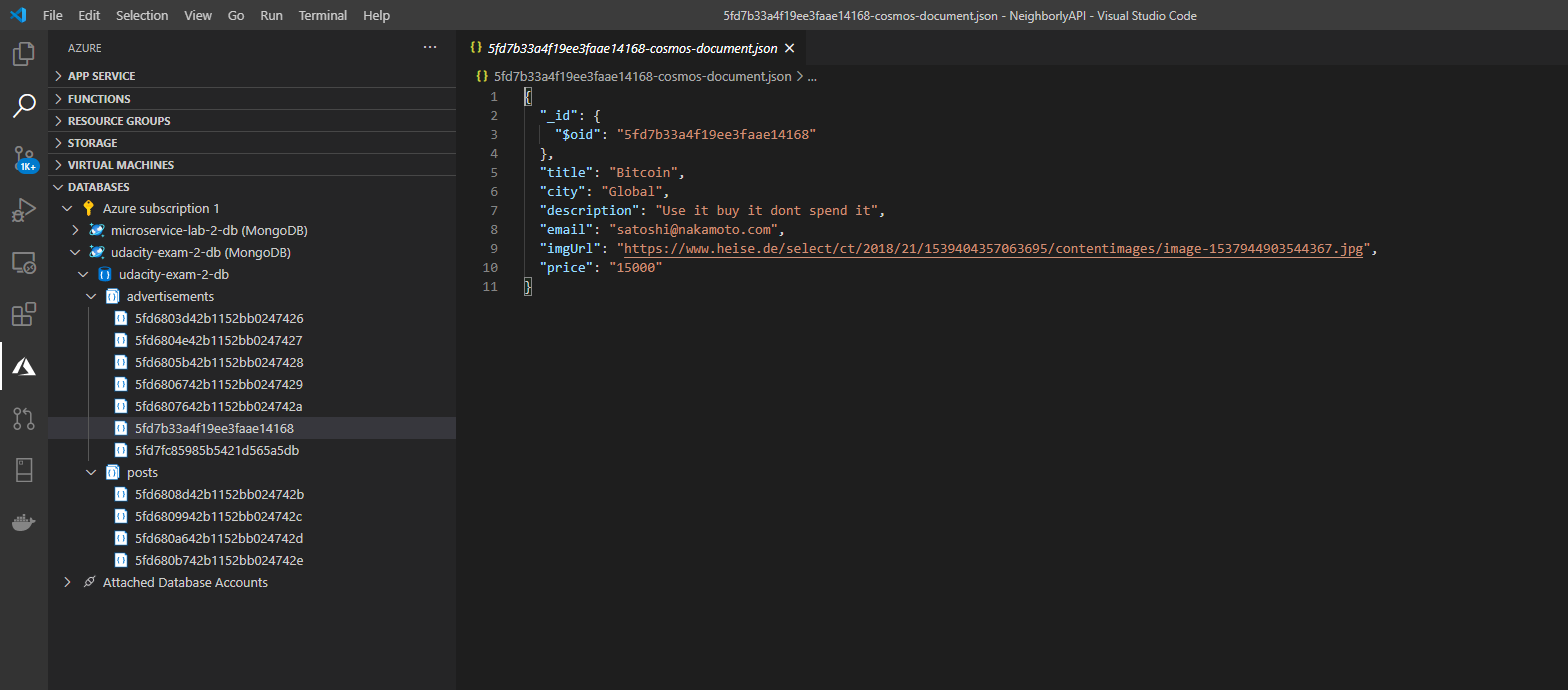 File Edit Selection View Go Run Terminal Help
5fd7b33a4f19ee3faae14168-cosmos-document.json - NeighborlyAPI - Visual Studio Code
AZURE ...
APP SERVICE
FUNCTIONS
RESOURCE GROUPS
STORAGE
VIRTUAL MACHINES
DATABASES
Azure subscription 1
microservice-lab-2-db (MongoDB)
udacity-exam-2-db (MongoDB)
udacity-exam-2-db
advertisements
5fd6803d42b1152bb0247426
5fd6804e42b1152bb0247427
5fd6805b42b1152bb0247428
5fd6806742b1152bb0247429
5fd6807642b1152bb024742a
5fd7b33a4f19ee3faae14168
5fd7fc85985b5421d565a5db
posts
5fd6808d42b1152bb024742b
5fd6809942b1152bb024742c
5fd680a642b1152bb024742d
5fd680b742b1152bb024742e
Attached Database Accounts
1K+
{} 5fd7b33a4f19ee3faae14168-cosmos-document.json
{} 5fd7b33a4f19ee3faae14168-cosmos-document.json > ...
1 {
2 "_id": {
3 "$oid": "5fd7b33a4f19ee3faae14168"
4 },
5 "title": "Bitcoin",
6 "city": "Global",
7 "description": "Use it buy it dont spend it",
8 "email": "satoshi@nakamoto.com",
9 "imgUrl": "https://www.heise.de/select/ct/2018/21/1539404357063695/contentimages/image-1537944903544367.jpg",
10 "price": "15000"
11 }